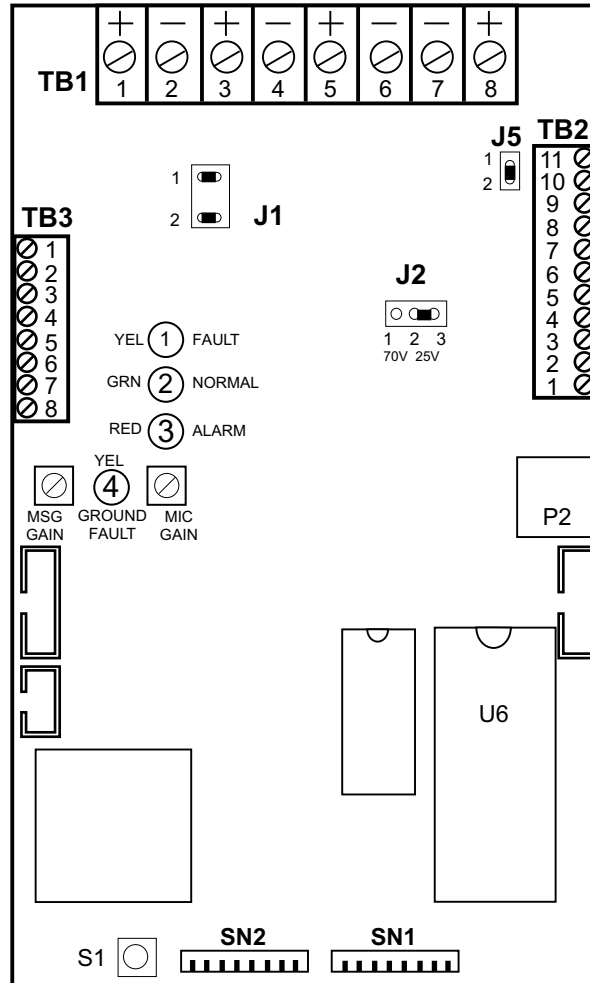 + − + − + − − +
TB1 1 2 3 4 5 6 7 8
J5 TB2
1
2
11
10
9
8
7
6
5
4
3
2
1
1
2
J1
TB3
1
2
3
4
5
6
7
8
J2
1 2 3
70V 25V
YEL 1 FAULT
GRN 2 NORMAL
RED 3 ALARM
YEL
4
MSG GAIN
GROUND FAULT
MIC GAIN
P2
U6
S1
SN2
SN1